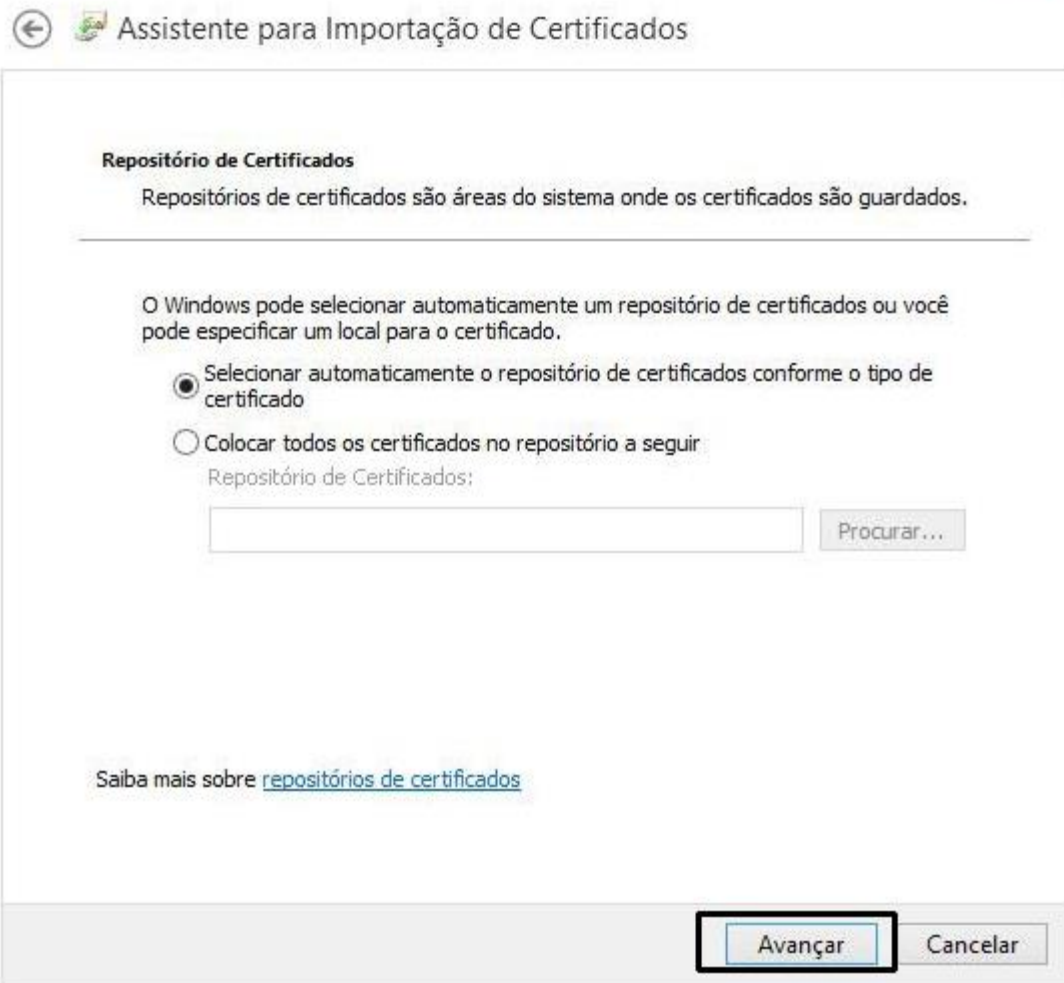 Assistente para Importação de Certificados
Repositório de Certificados
Repositórios de certificados são áreas do sistema onde os certificados são guardados.
O Windows pode selecionar automaticamente um repositório de certificados ou você
pode especificar um local para o certificado.
Selecionar automaticamente o repositório de certificados conforme o tipo de
certificado
Colocar todos os certificados no repositório a seguir
Repositório de Certificados:
Procurar...
Saiba mais sobre repositórios de certificados
Avançar Cancelar